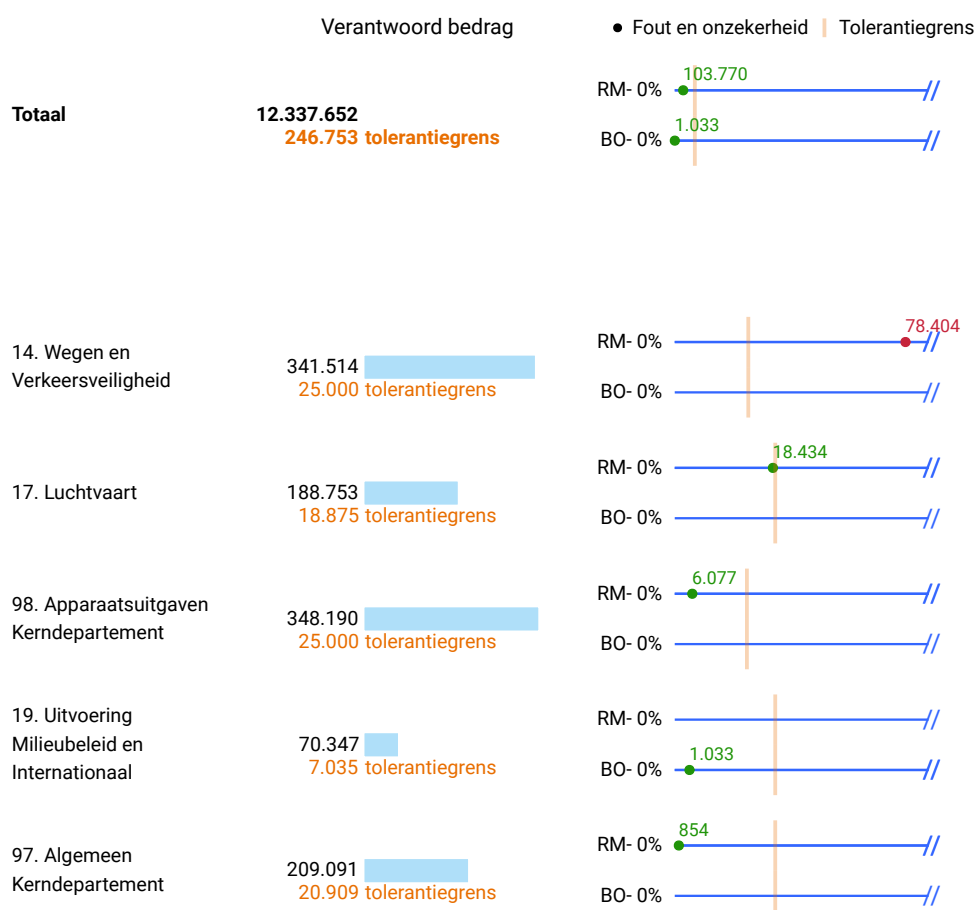 Verantwoord bedrag
Fout en onzekerheid
Tolerantiegrens
Totaal
12.337.652
246.753 tolerantiegrens
RM- 0%
103.770
BO- 0%
1.033
14. Wegen en
Verkeersveiligheid
341.514
25.000 tolerantiegrens
RM- 0%
78.404
BO- 0%
17. Luchtvaart
188.753
18.875 tolerantiegrens
RM- 0%
18.434
BO- 0%
98. Apparaatsuitgaven
Kerndepartement
348.190
25.000 tolerantiegrens
RM- 0%
6.077
BO- 0%
19. Uitvoering
Milieubeleid en
Internationaal
70.347
7.035 tolerantiegrens
RM- 0%
BO- 0%
1.033
97. Algemeen
Kerndepartement
209.091
20.909 tolerantiegrens
RM- 0%
854
BO- 0%